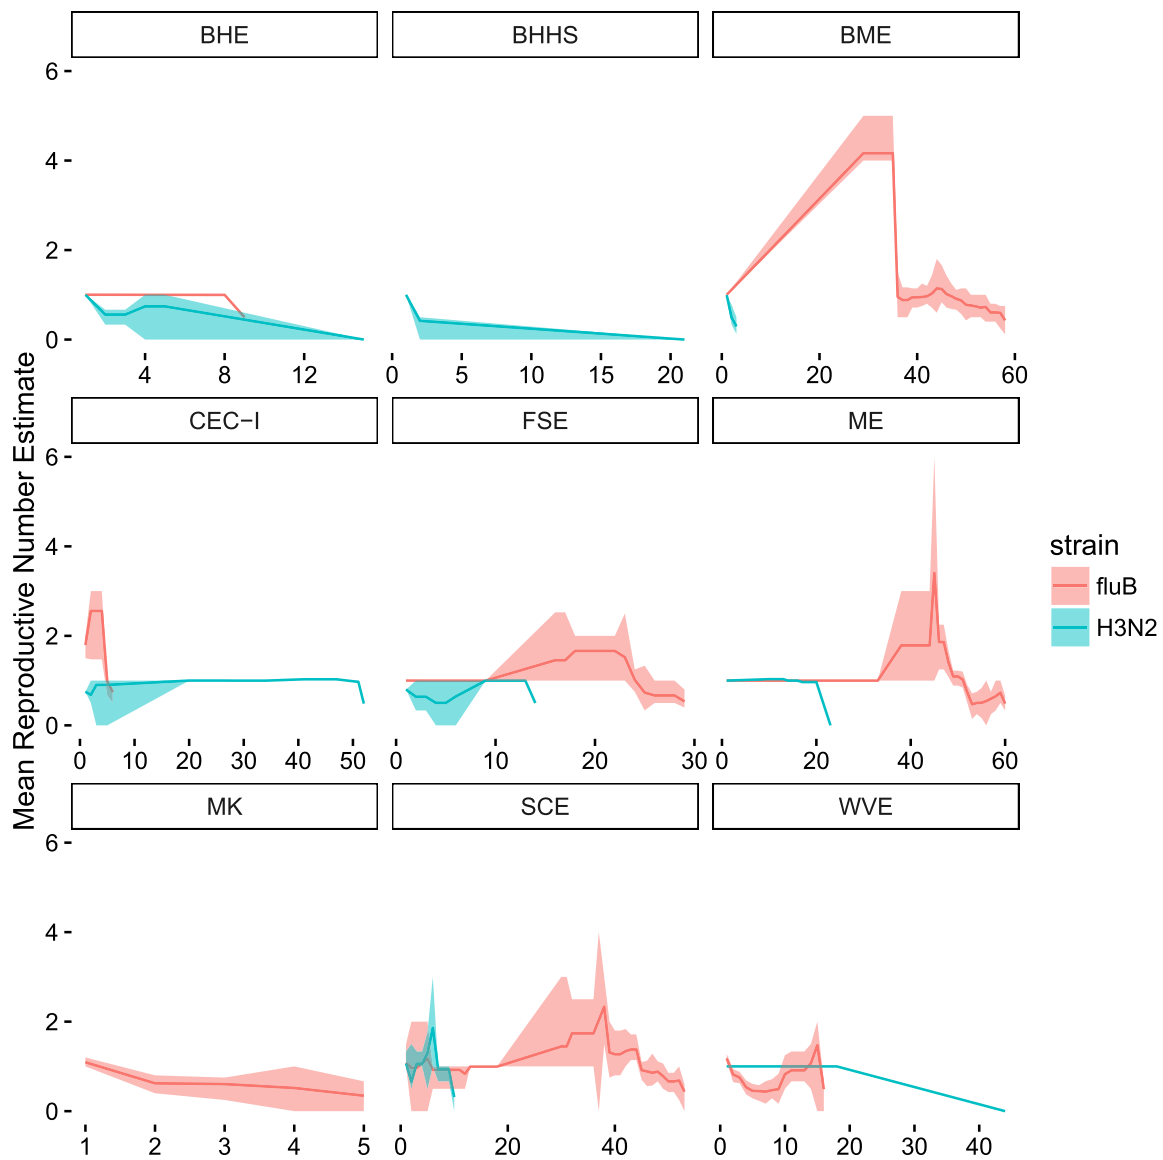 BHE BHHS BME
6
4
2
0
4 8 12 0 5 10 15 20 0 20 40 60
CEC−I FSE ME
6
4
2
0
0 10 20 30 40 50 0 10 20 30 0 20 40 60
MK SCE WVE
6
4
2
0
1 2 3 4 5 0 20 40 0 10 20 30 40
Mean Reproductive Number Estimate
strain
fluB
H3N2